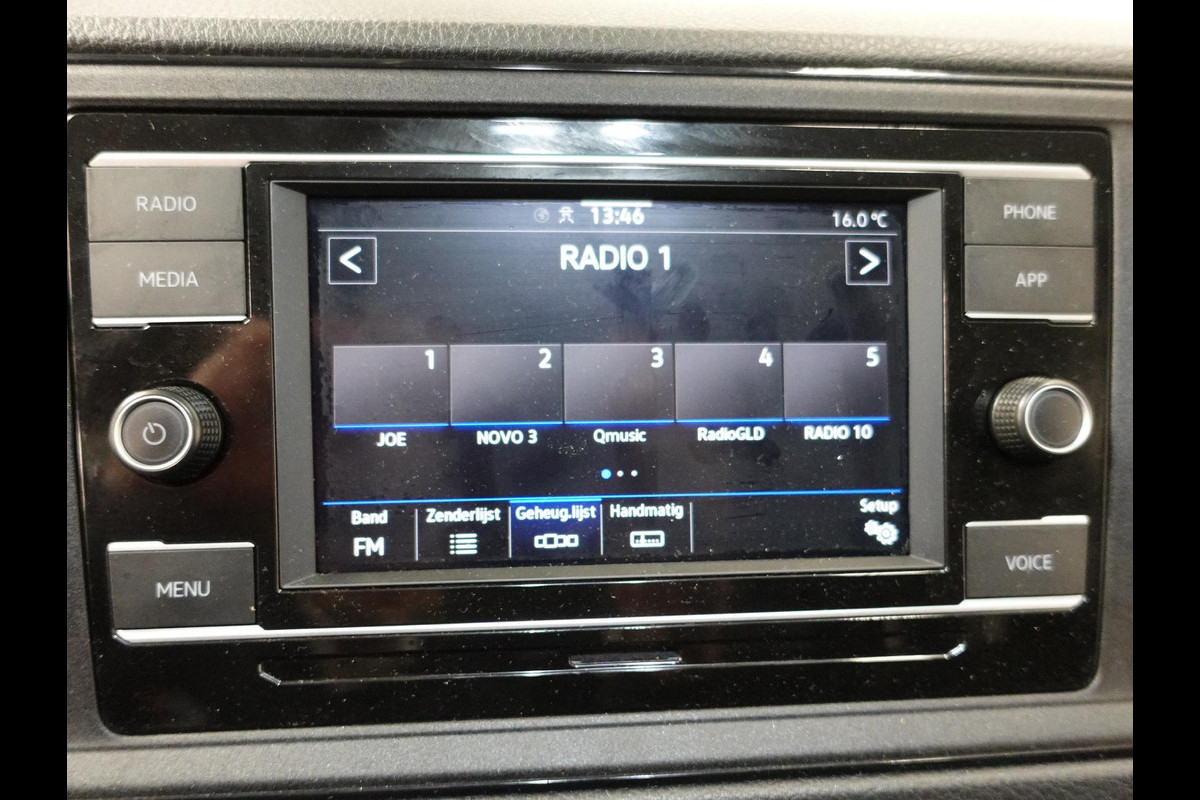 RADIO
MEDIA
MENU
13:46
16.0 °C
<
RADIO 1
>
1
2
3
4
5
JOE
NOVO 3
Qmusic
RadioGLD
RADIO 10
Band
FM
Zenderlijst
Geheug.lijst
Handmatig
Setup
PHONE
APP
VOICE